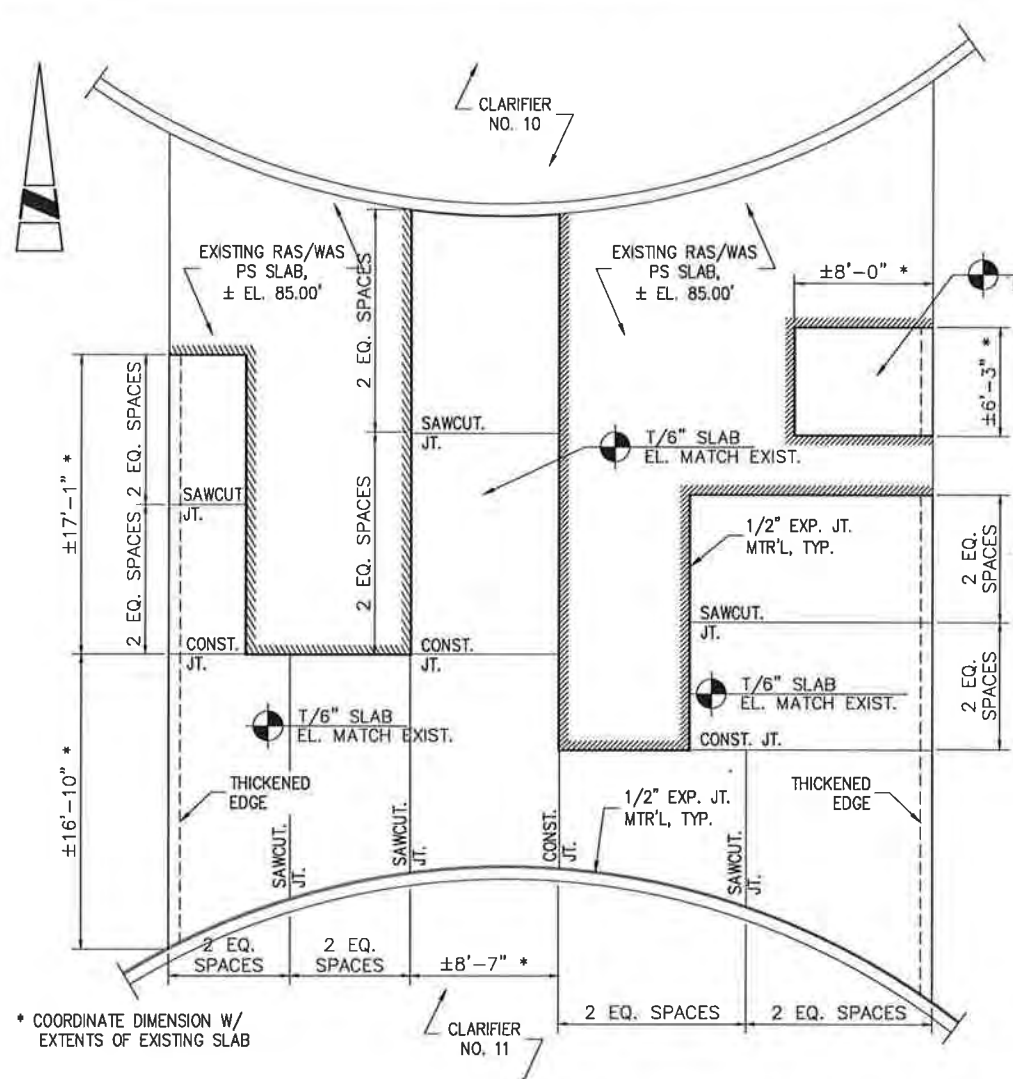 CLARIFIER
NO. 10
EXISTING RAS/WAS
PS SLAB,
± EL. 85.00'
2 EQ. SPACES
EXISTING RAS/WAS
PS SLAB,
± EL. 85.00'
±8'-0" *
±6'-3" *
±17'-1" *
2 EQ. SPACES
SAWCUT
JT.
2 EQ. SPACES
SAWCUT.
JT.
2 EQ. SPACES
T/6" SLAB
EL. MATCH EXIST.
1/2" EXP. JT.
MTR'L, TYP.
2 EQ.
SPACES
SAWCUT.
JT.
2 EQ.
SPACES
CONST.
JT.
CONST.
JT.
T/6" SLAB
EL. MATCH EXIST.
T/6" SLAB
EL. MATCH EXIST.
CONST. JT.
±16'-10" *
THICKENED
EDGE
SAWCUT.
JT.
SAWCUT.
JT.
1/2" EXP. JT.
MTR'L, TYP.
CONST.
JT.
SAWCUT.
JT.
THICKENED
EDGE
2 EQ.
SPACES
2 EQ.
SPACES
±8'-7" *
2 EQ. SPACES
2 EQ. SPACES
* COORDINATE DIMENSION W/
EXTENTS OF EXISTING SLAB
CLARIFIER
NO. 11